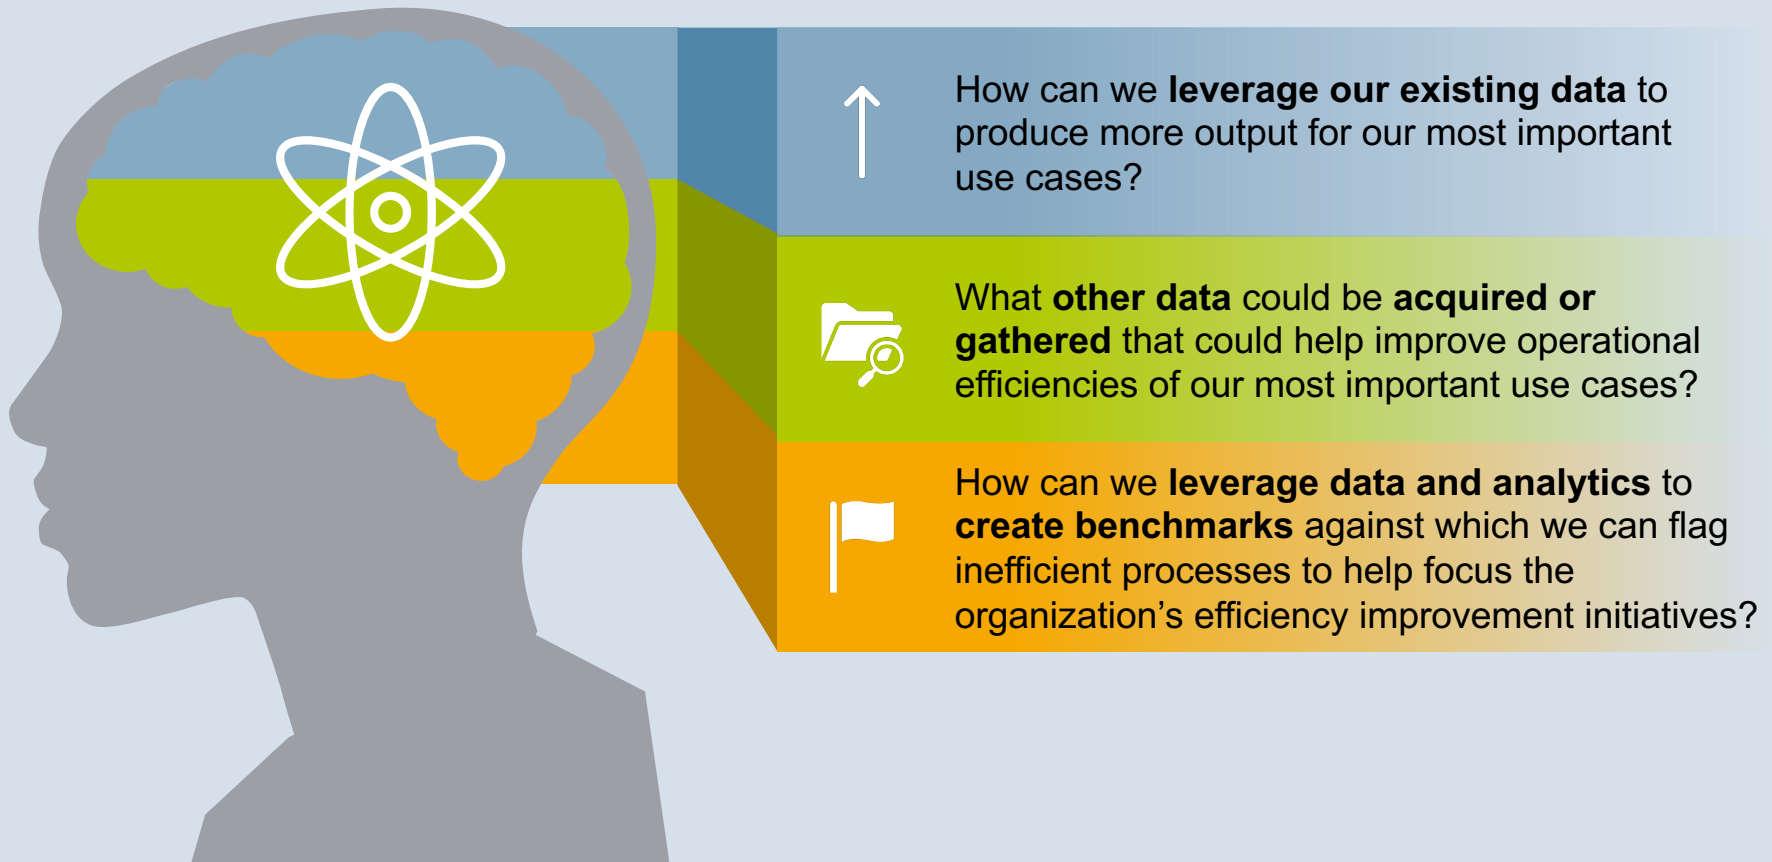 How can we leverage our existing data to
produce more output for our most important
use cases?
What other data could be acquired or
gathered that could help improve operational
efficiencies of our most important use cases?
How can we leverage data and analytics to
create benchmarks against which we can flag
inefficient processes to help focus the
organization’s efficiency improvement initiatives?